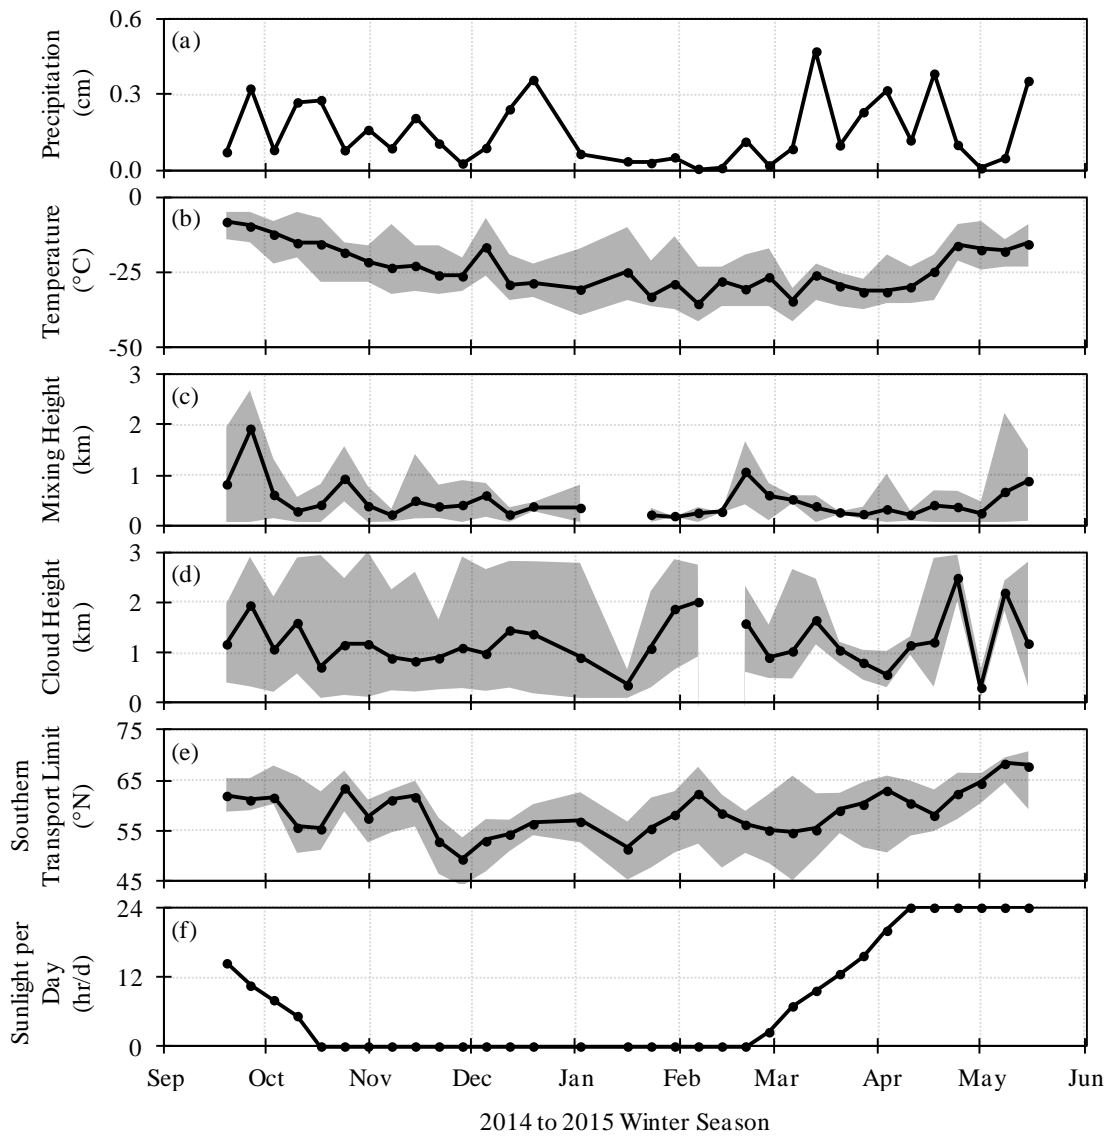 (a)
Precipitation
(cm)
0.6
0.3
0.0
(b)
Temperature
(°C)
0
-25
-50
(c)
Mixing Height
(km)
3
2
1
0
(d)
Cloud Height
(km)
3
2
1
0
(e)
Southern
Transport Limit
(°N)
75
65
55
45
(f)
Sunlight per
Day
(hr/d)
24
12
0
Sep Oct Nov Dec Jan Feb Mar Apr May Jun
2014 to 2015 Winter Season